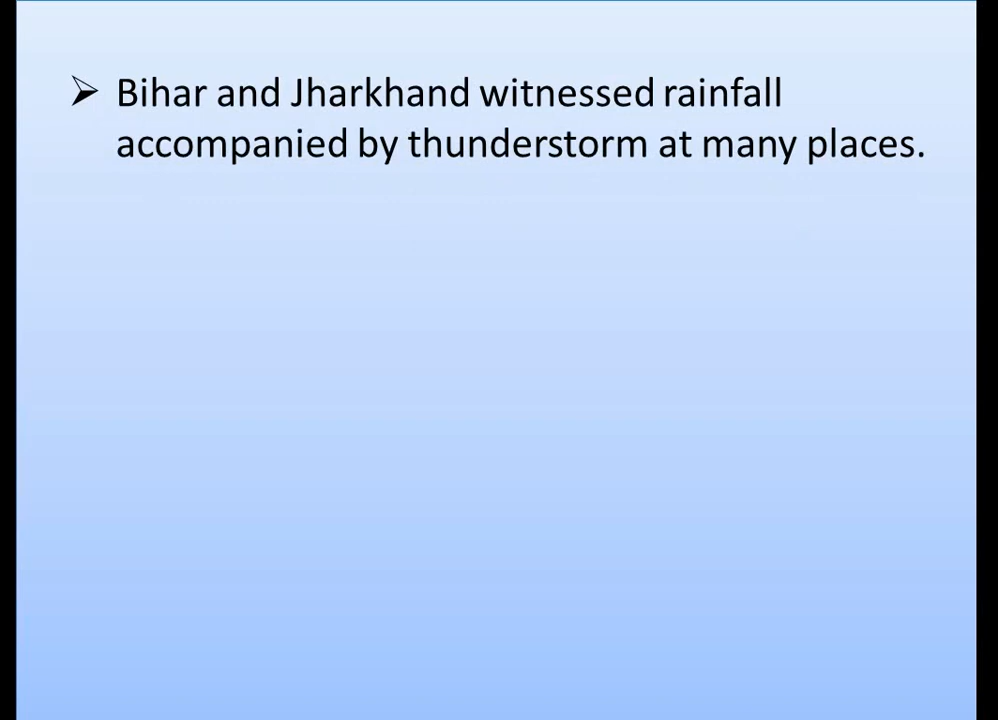 ➢ Bihar and Jharkhand witnessed rainfall
accompanied by thunderstorm at many places.